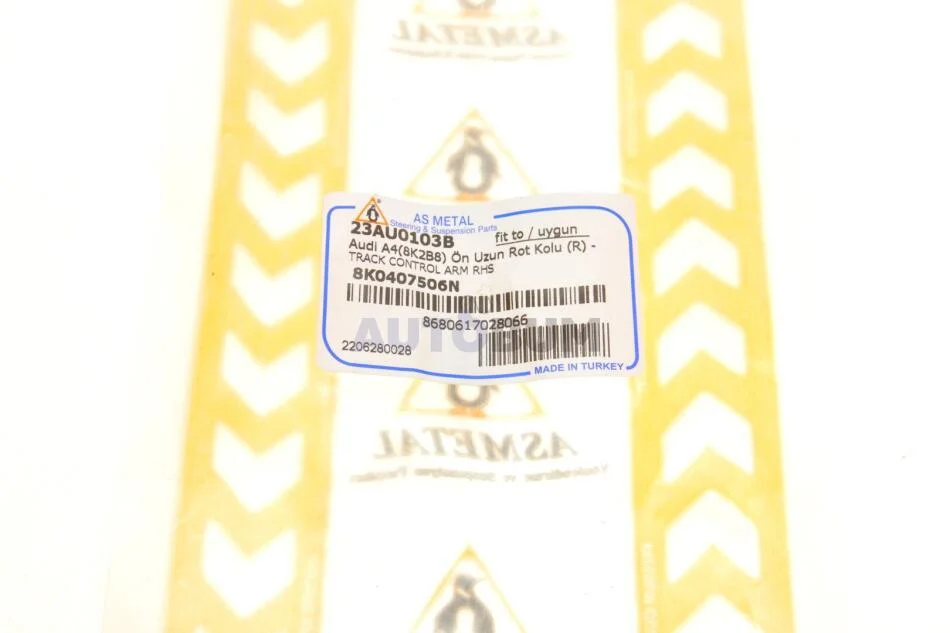 ASMETAL
AS METAL
Steering & Suspension Parts
23AU0103B
fit to / uygun
Audi A4(8K2B8) Ön Uzun Rot Kolu (R) -
TRACK CONTROL ARM RHS
8K0407506N
8680617028066
AUTODUM
2206280028
MADE IN TURKEY
ASMETAL